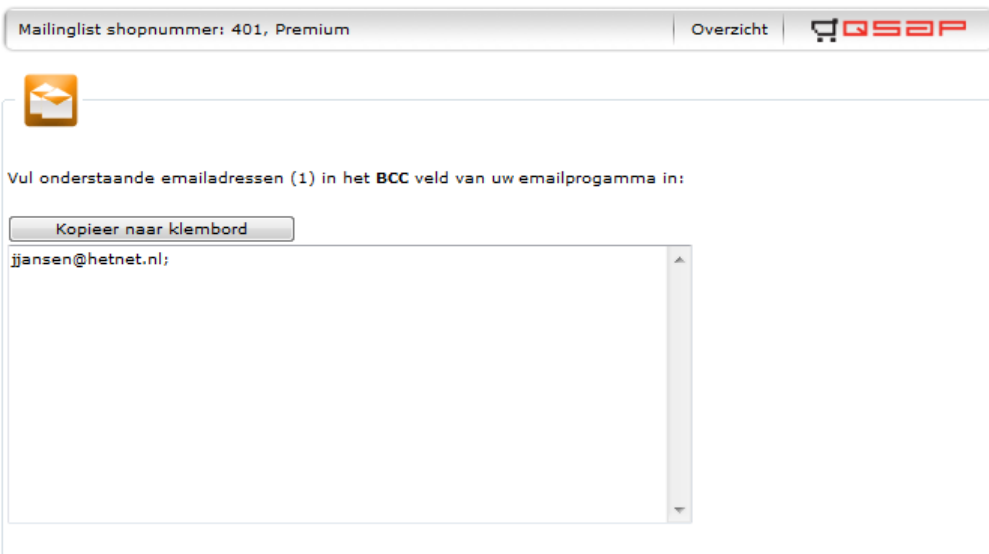 Mailinglist shopnummer: 401, Premium
Overzicht
QSAP
Vul onderstaande emailadressen (1) in het BCC veld van uw emailprogamma in:
Kopieer naar klembord
jjansen@hetnet.nl;